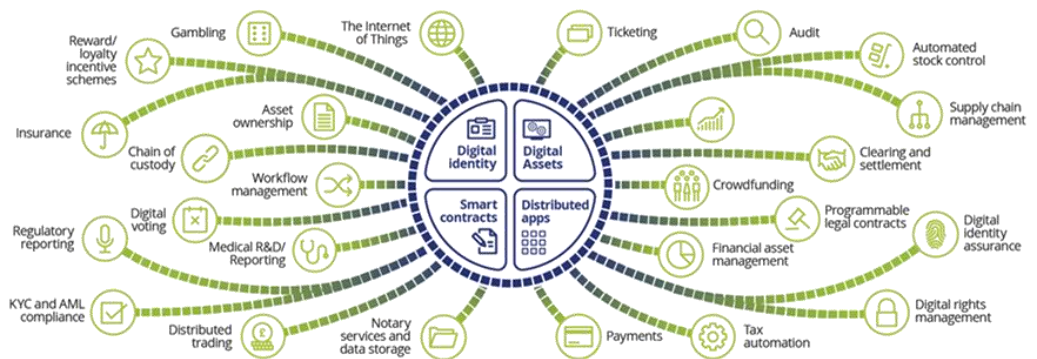 Gambling
The Internet
of Things
Ticketing
Audit
Reward/
loyalty
incentive
schemes
Automated
stock control
Asset
ownership
Supply chain
management
Insurance
Chain of
custody
Digital
identity
Digital
Assets
Clearing and
settlement
Workflow
management
Crowdfunding
Digital
voting
Smart
contracts
Distributed
apps
Programmable
legal contracts
Regulatory
reporting
Medical R&D/
Reporting
Financial asset
management
Digital
identity
assurance
KYC and AML
compliance
Digital rights
management
Distributed
trading
£
Notary
services and
data storage
Payments
Tax
automation